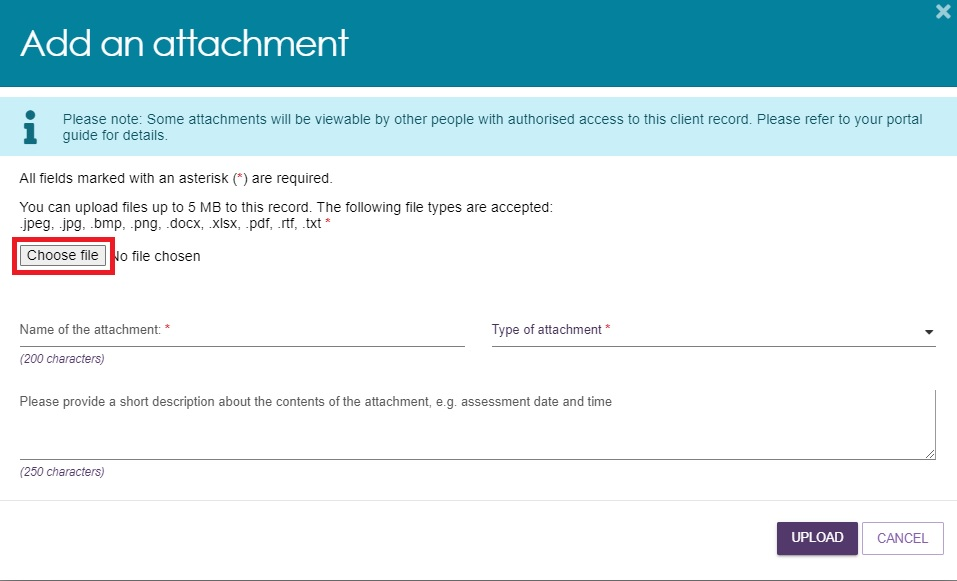 Add an attachment
Please note: Some attachments will be viewable by other people with authorised access to this client record. Please refer to your portal
guide for details.
All fields marked with an asterisk (*) are required.
You can upload files up to 5 MB to this record. The following file types are accepted:
.jpeg, .jpg, .bmp, .png, .docx, .xlsx, .pdf, .rtf, .txt *
Choose file No file chosen
Name of the attachment: * Type of attachment *
(200 characters)
Please provide a short description about the contents of the attachment, e.g. assessment date and time
(250 characters)
UPLOAD CANCEL